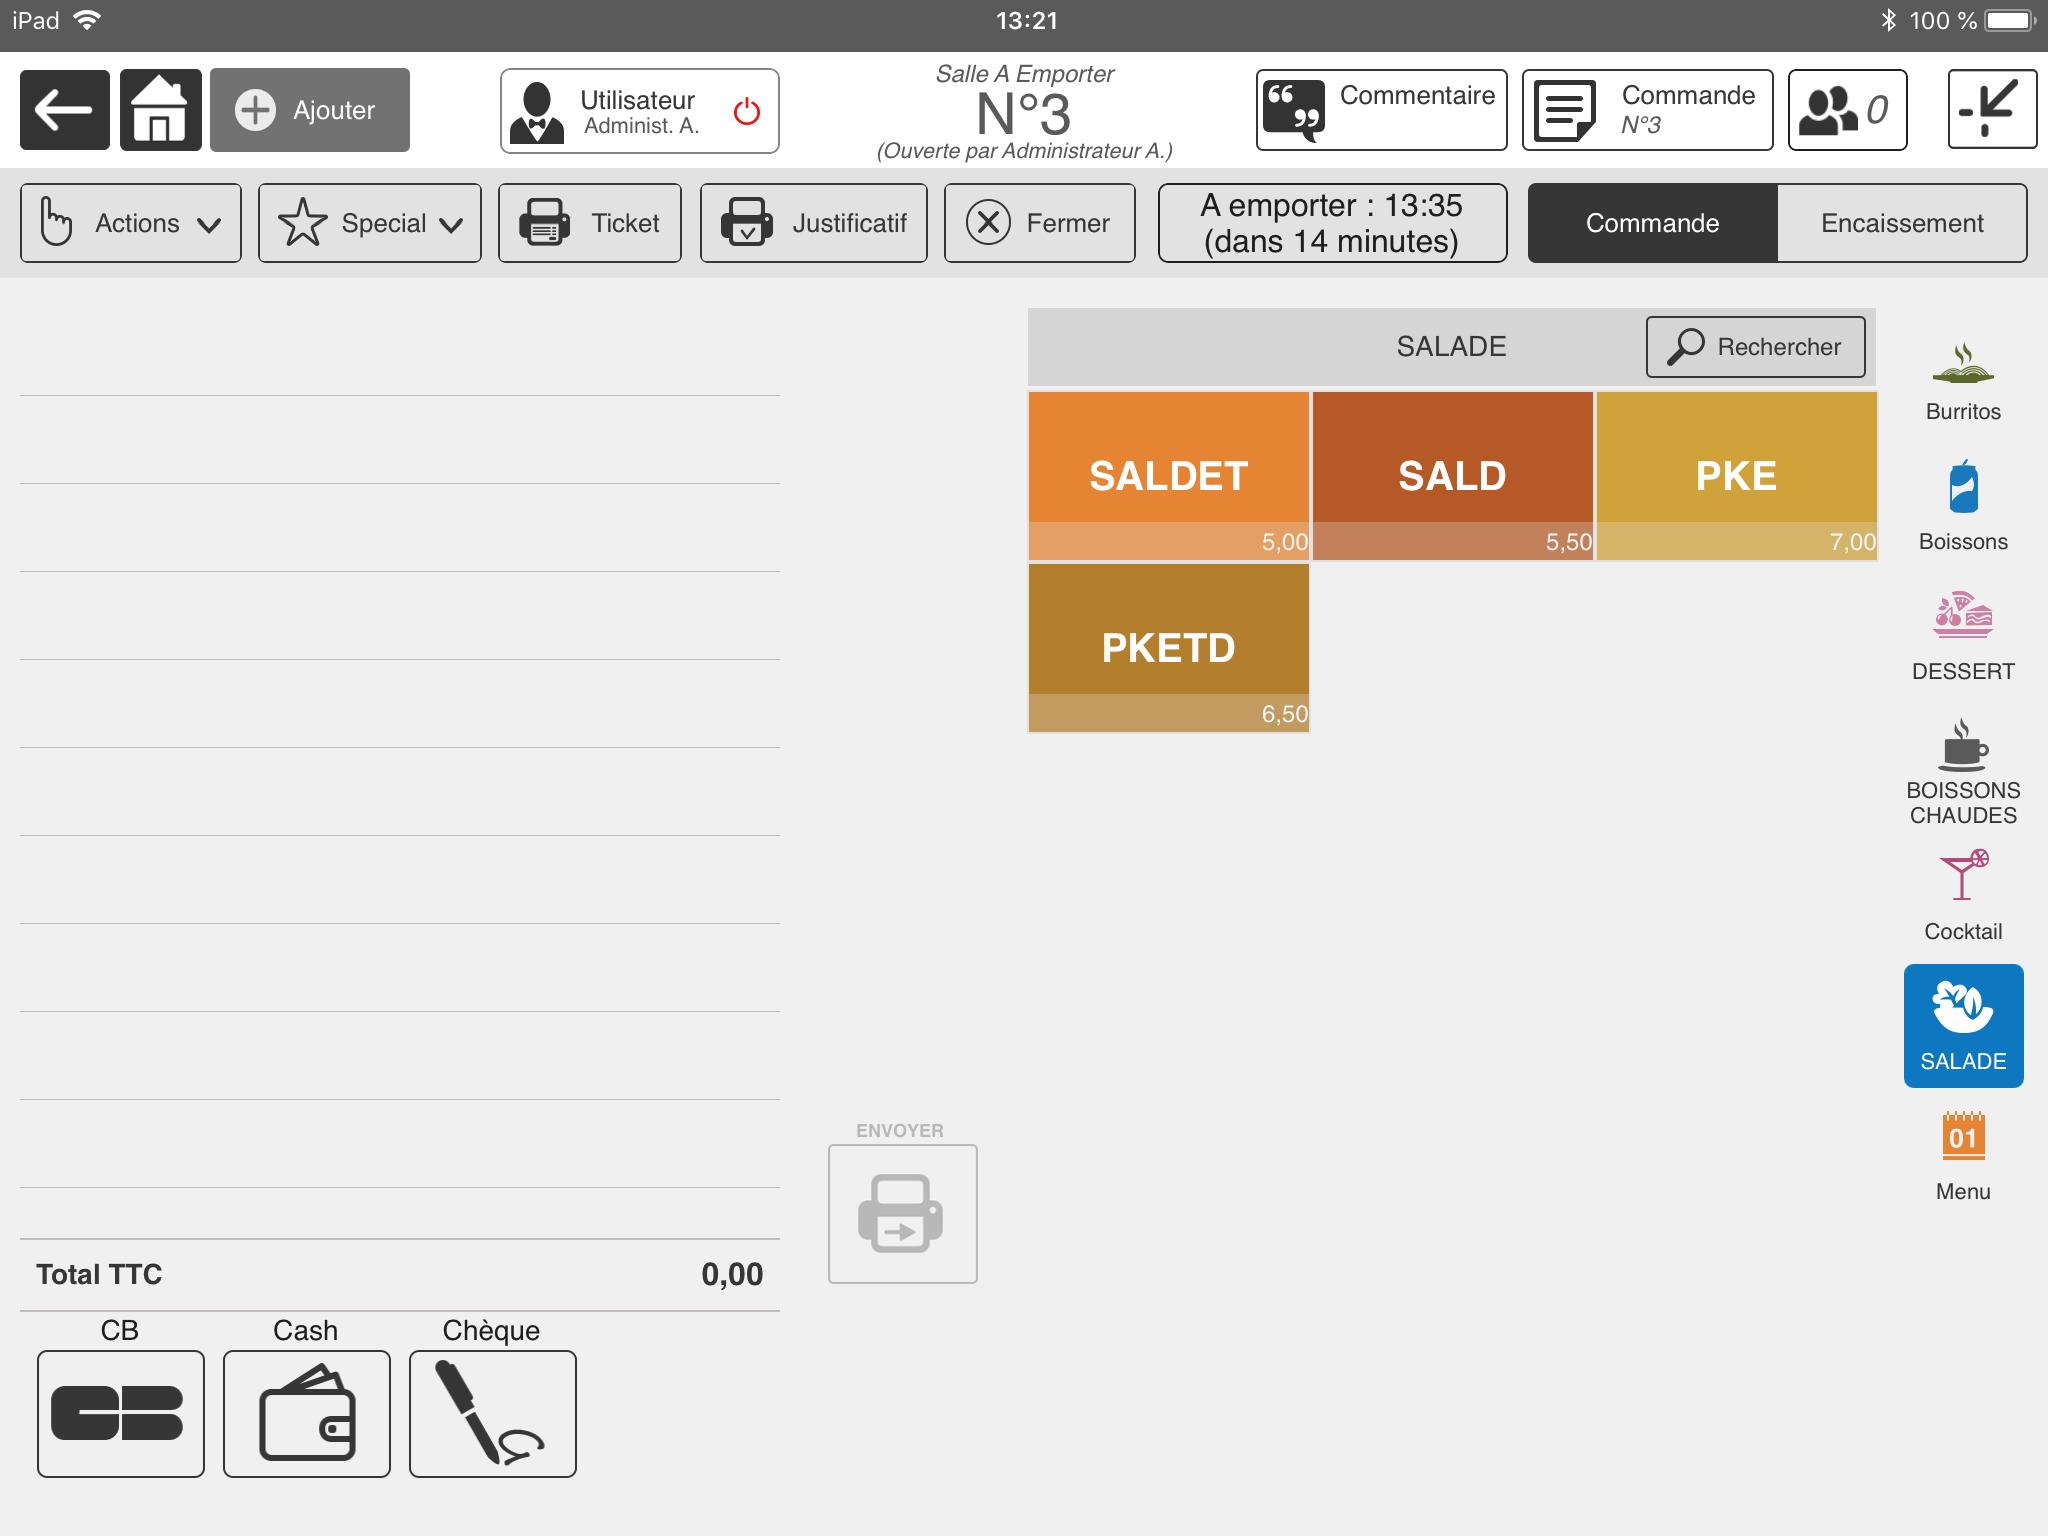 iPad 13:21 100 %
Ajouter
Utilisateur
Administ. A.
Salle A Emporter
N°3
(Ouverte par Administrateur A.)
Commentaire
Commande
N°3
0
Actions
Special
Ticket
Justificatif
Fermer
A emporter : 13:35
(dans 14 minutes)
Commande
Encaissement
SALADE
Rechercher
SALDET
5,00
SALD
5,50
PKE
7,00
PKETD
6,50
Burritos
Boissons
DESSERT
BOISSONS
CHAUDES
Cocktail
SALADE
01
Menu
ENVOYER
Total TTC 0,00
CB
Cash
Chèque